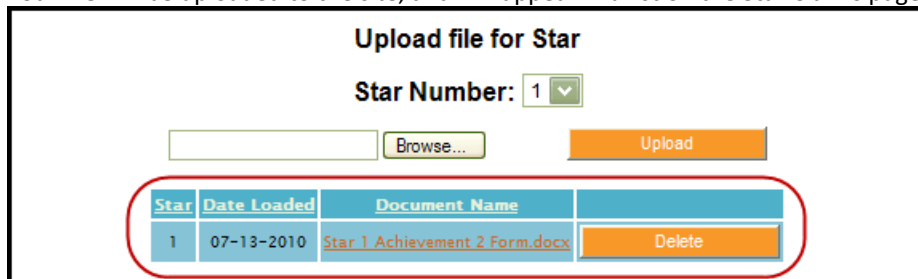 Upload file for Star
Star Number: 1
Browse... Upload
Star Date Loaded Document Name
1 07-13-2010 Star 1 Achievement 2 Form.docx Delete